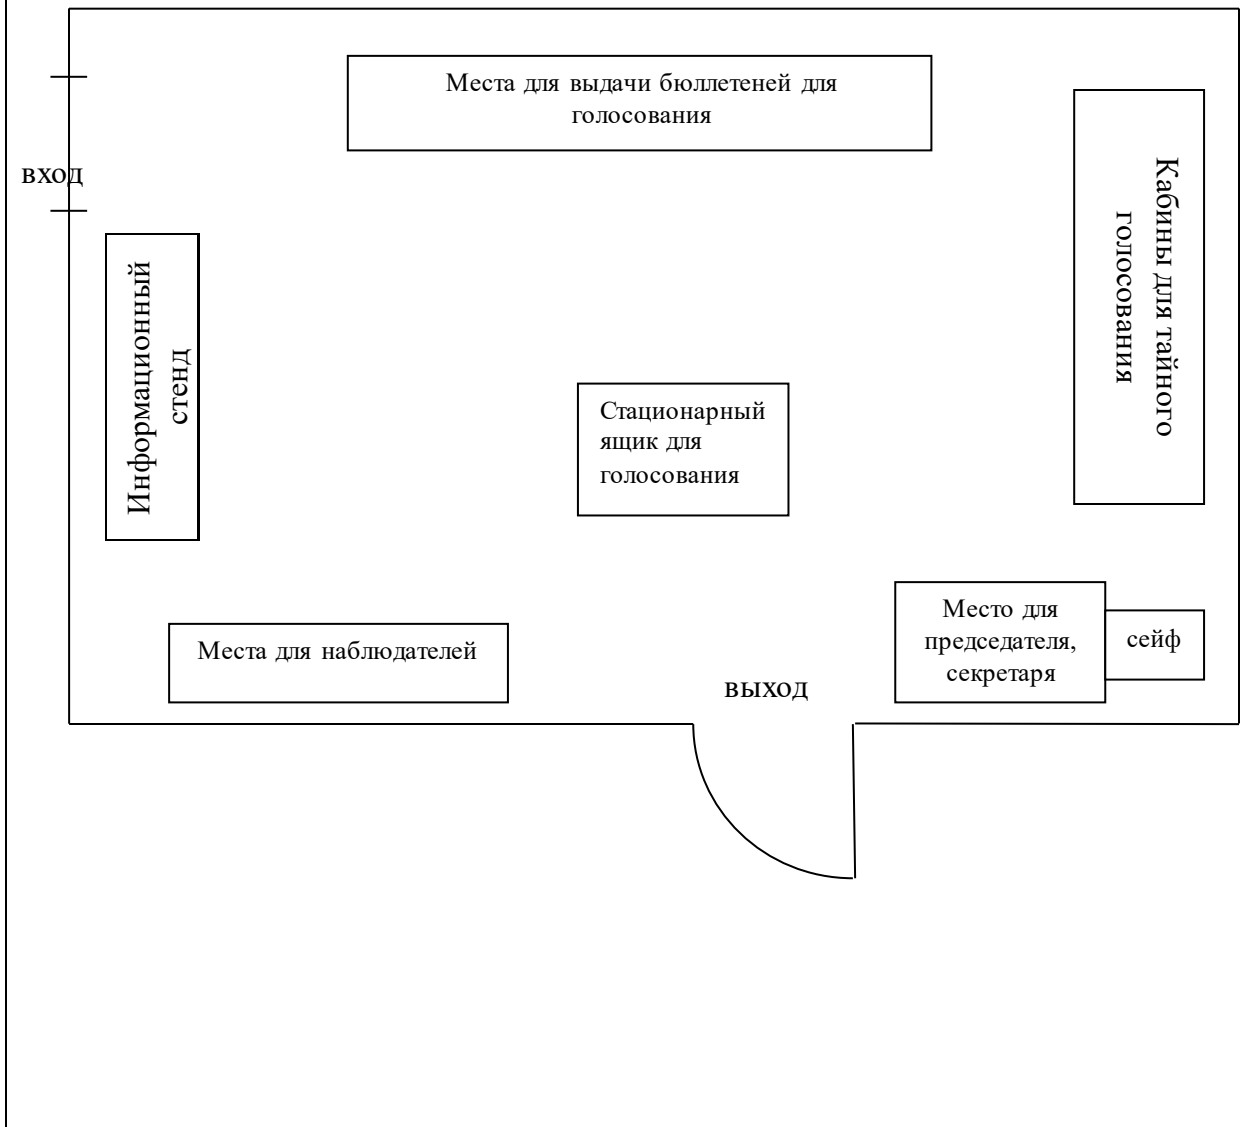 Места для выдачи бюллетеней для
голосования
вход
Информационный
стенд
Кабины для тайного
голосования
Стационарный
ящик для
голосования
Место для
председателя,
секретаря
сейф
Места для наблюдателей
выход